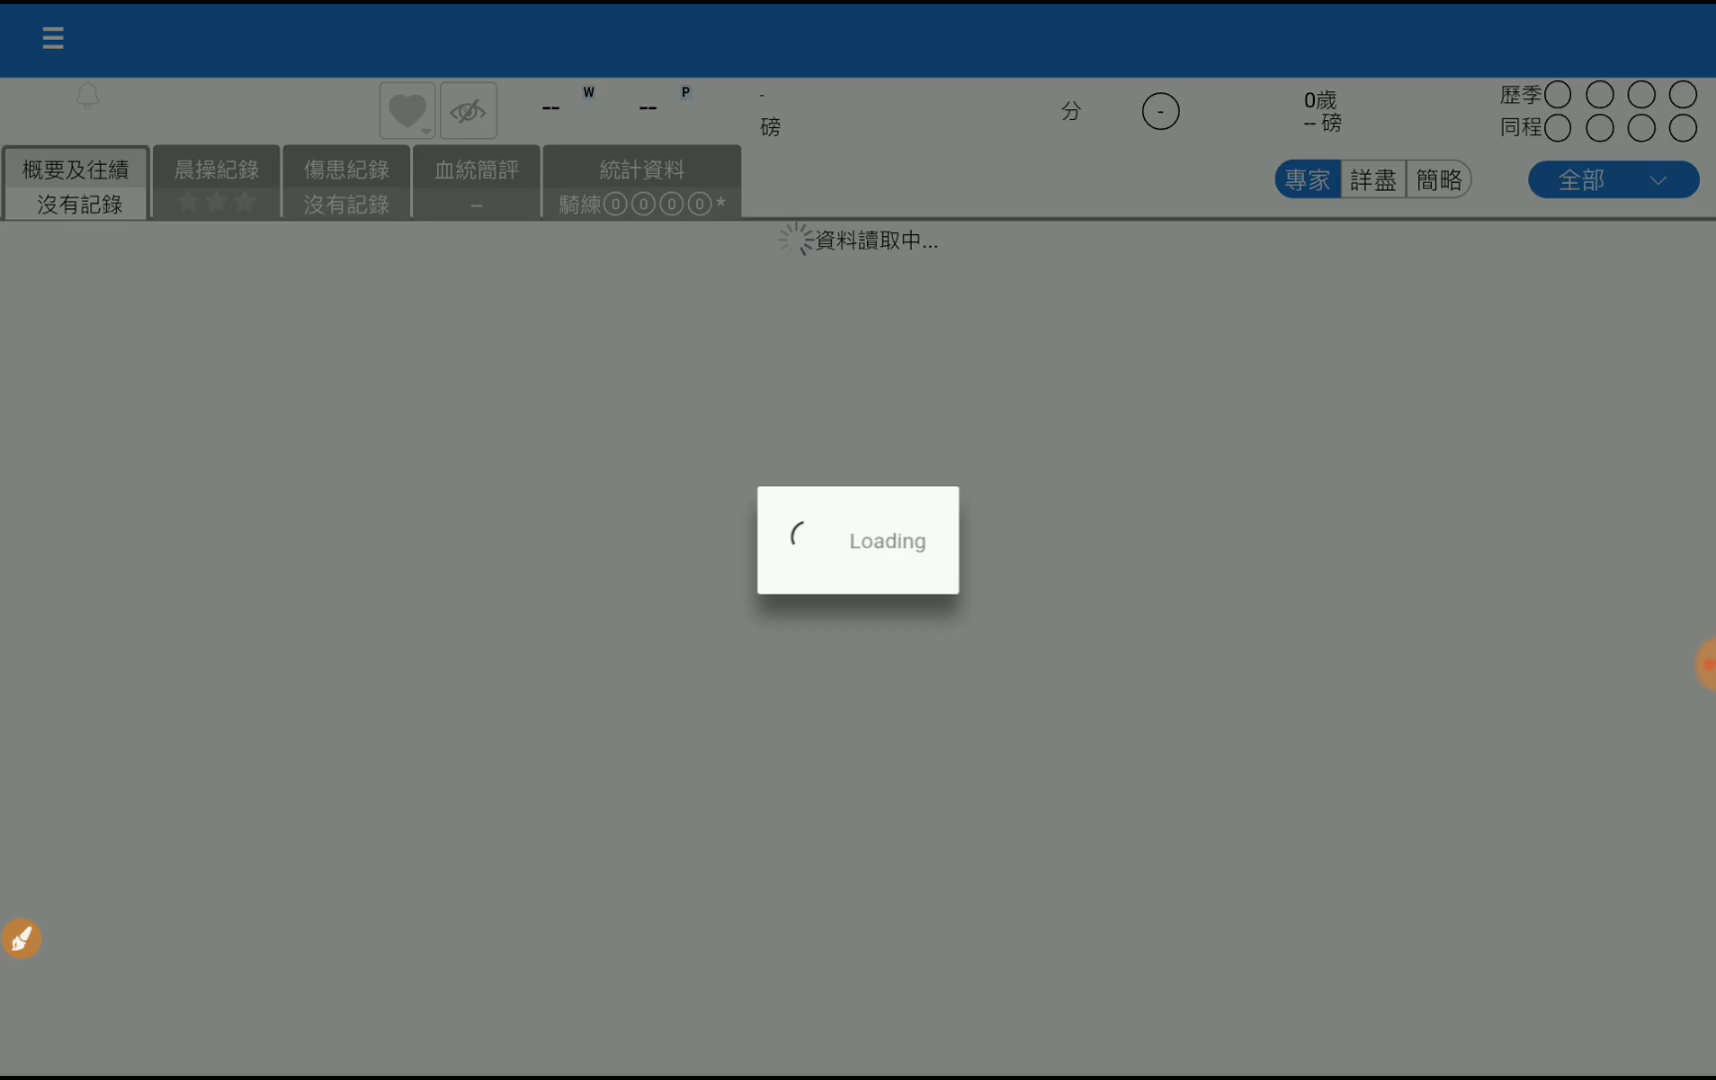 ☰
-- W -- P
-
磅
分
-
0歲
-- 磅
歷季
同程
概要及往績
沒有記錄
晨操紀錄
★★★
傷患紀錄
沒有記錄
血統簡評
--
統計資料
騎練⓪⓪⓪⓪*
專家 詳盡 簡略
全部
資料讀取中...
Loading